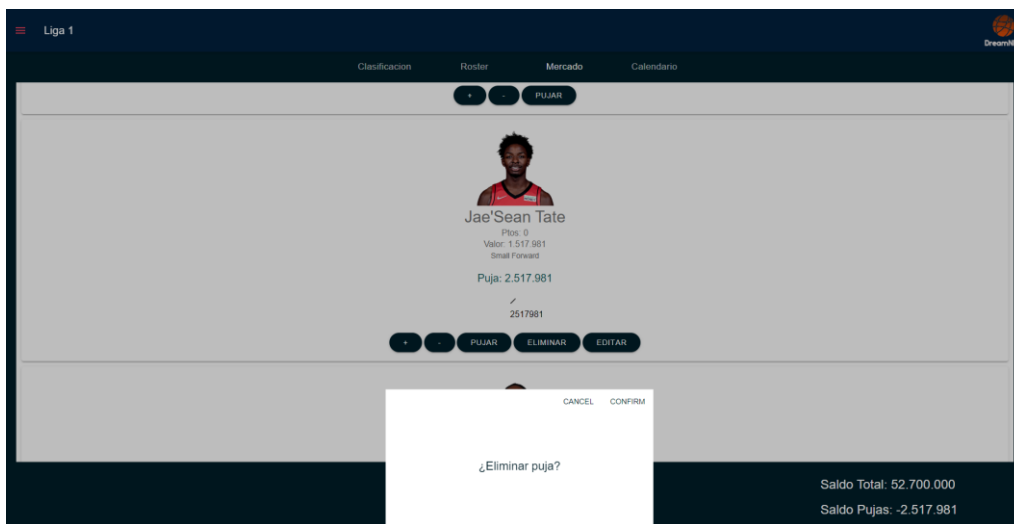 Liga 1
Clasificacion Roster Mercado Calendario
+ - PUJAR
Jae'Sean Tate
Ptos: 0
Valor: 1.517.981
Small Forward
Puja: 2.517.981
2517981
+ - PUJAR ELIMINAR EDITAR
CANCEL CONFIRM
¿Eliminar puja?
Saldo Total: 52.700.000
Saldo Pujas: -2.517.981